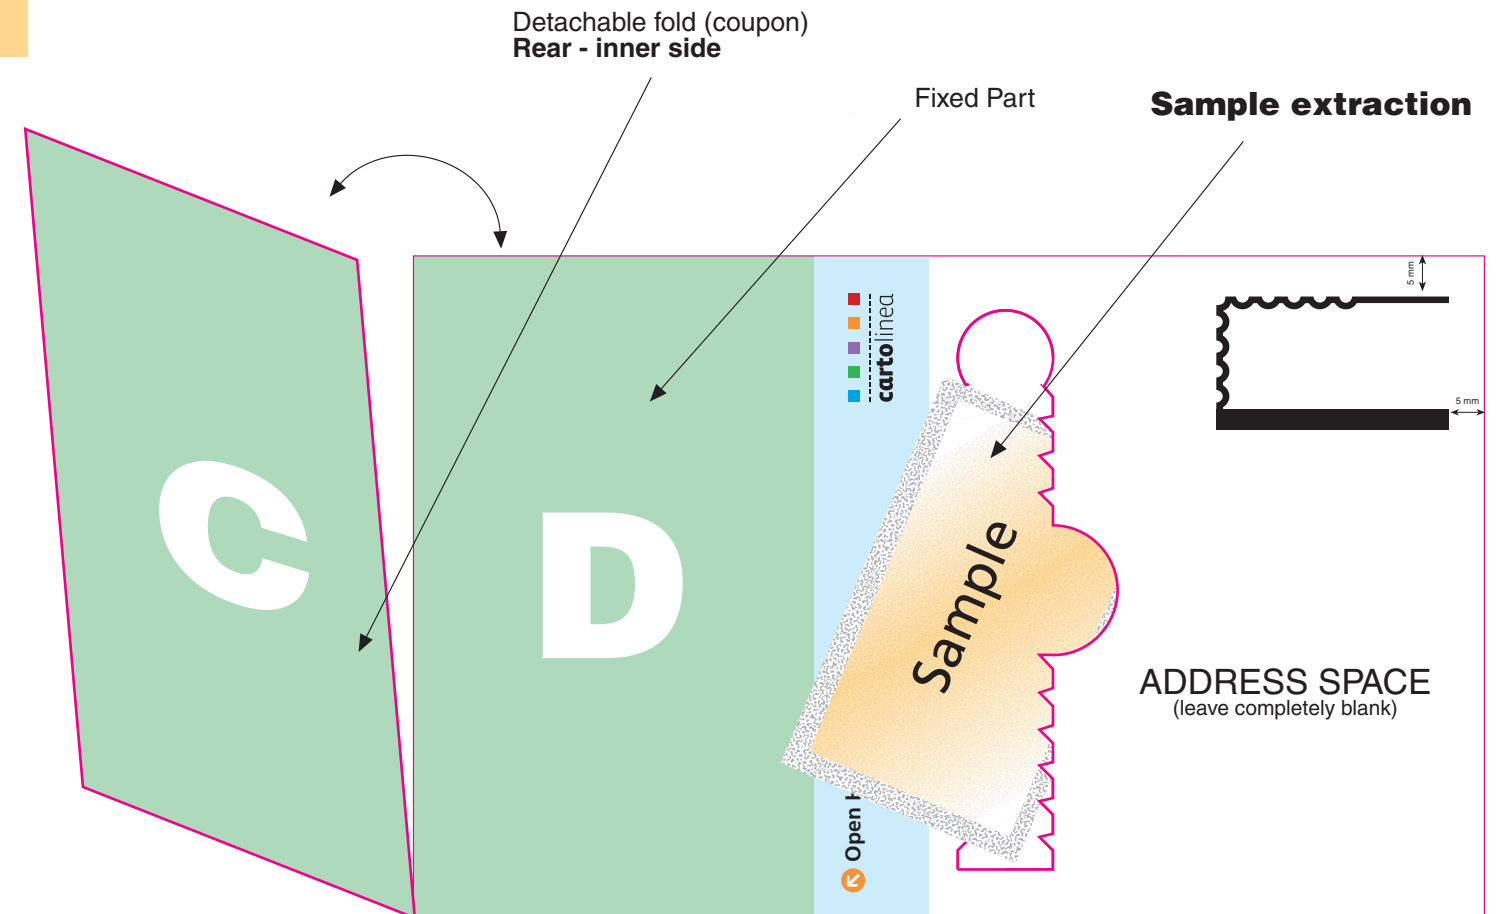 Detachable fold (coupon)
Rear - inner side
Fixed Part
Sample extraction
5 mm
5 mm
cartolined
C
D
Sample
ADDRESS SPACE
(leave completely blank)
Open